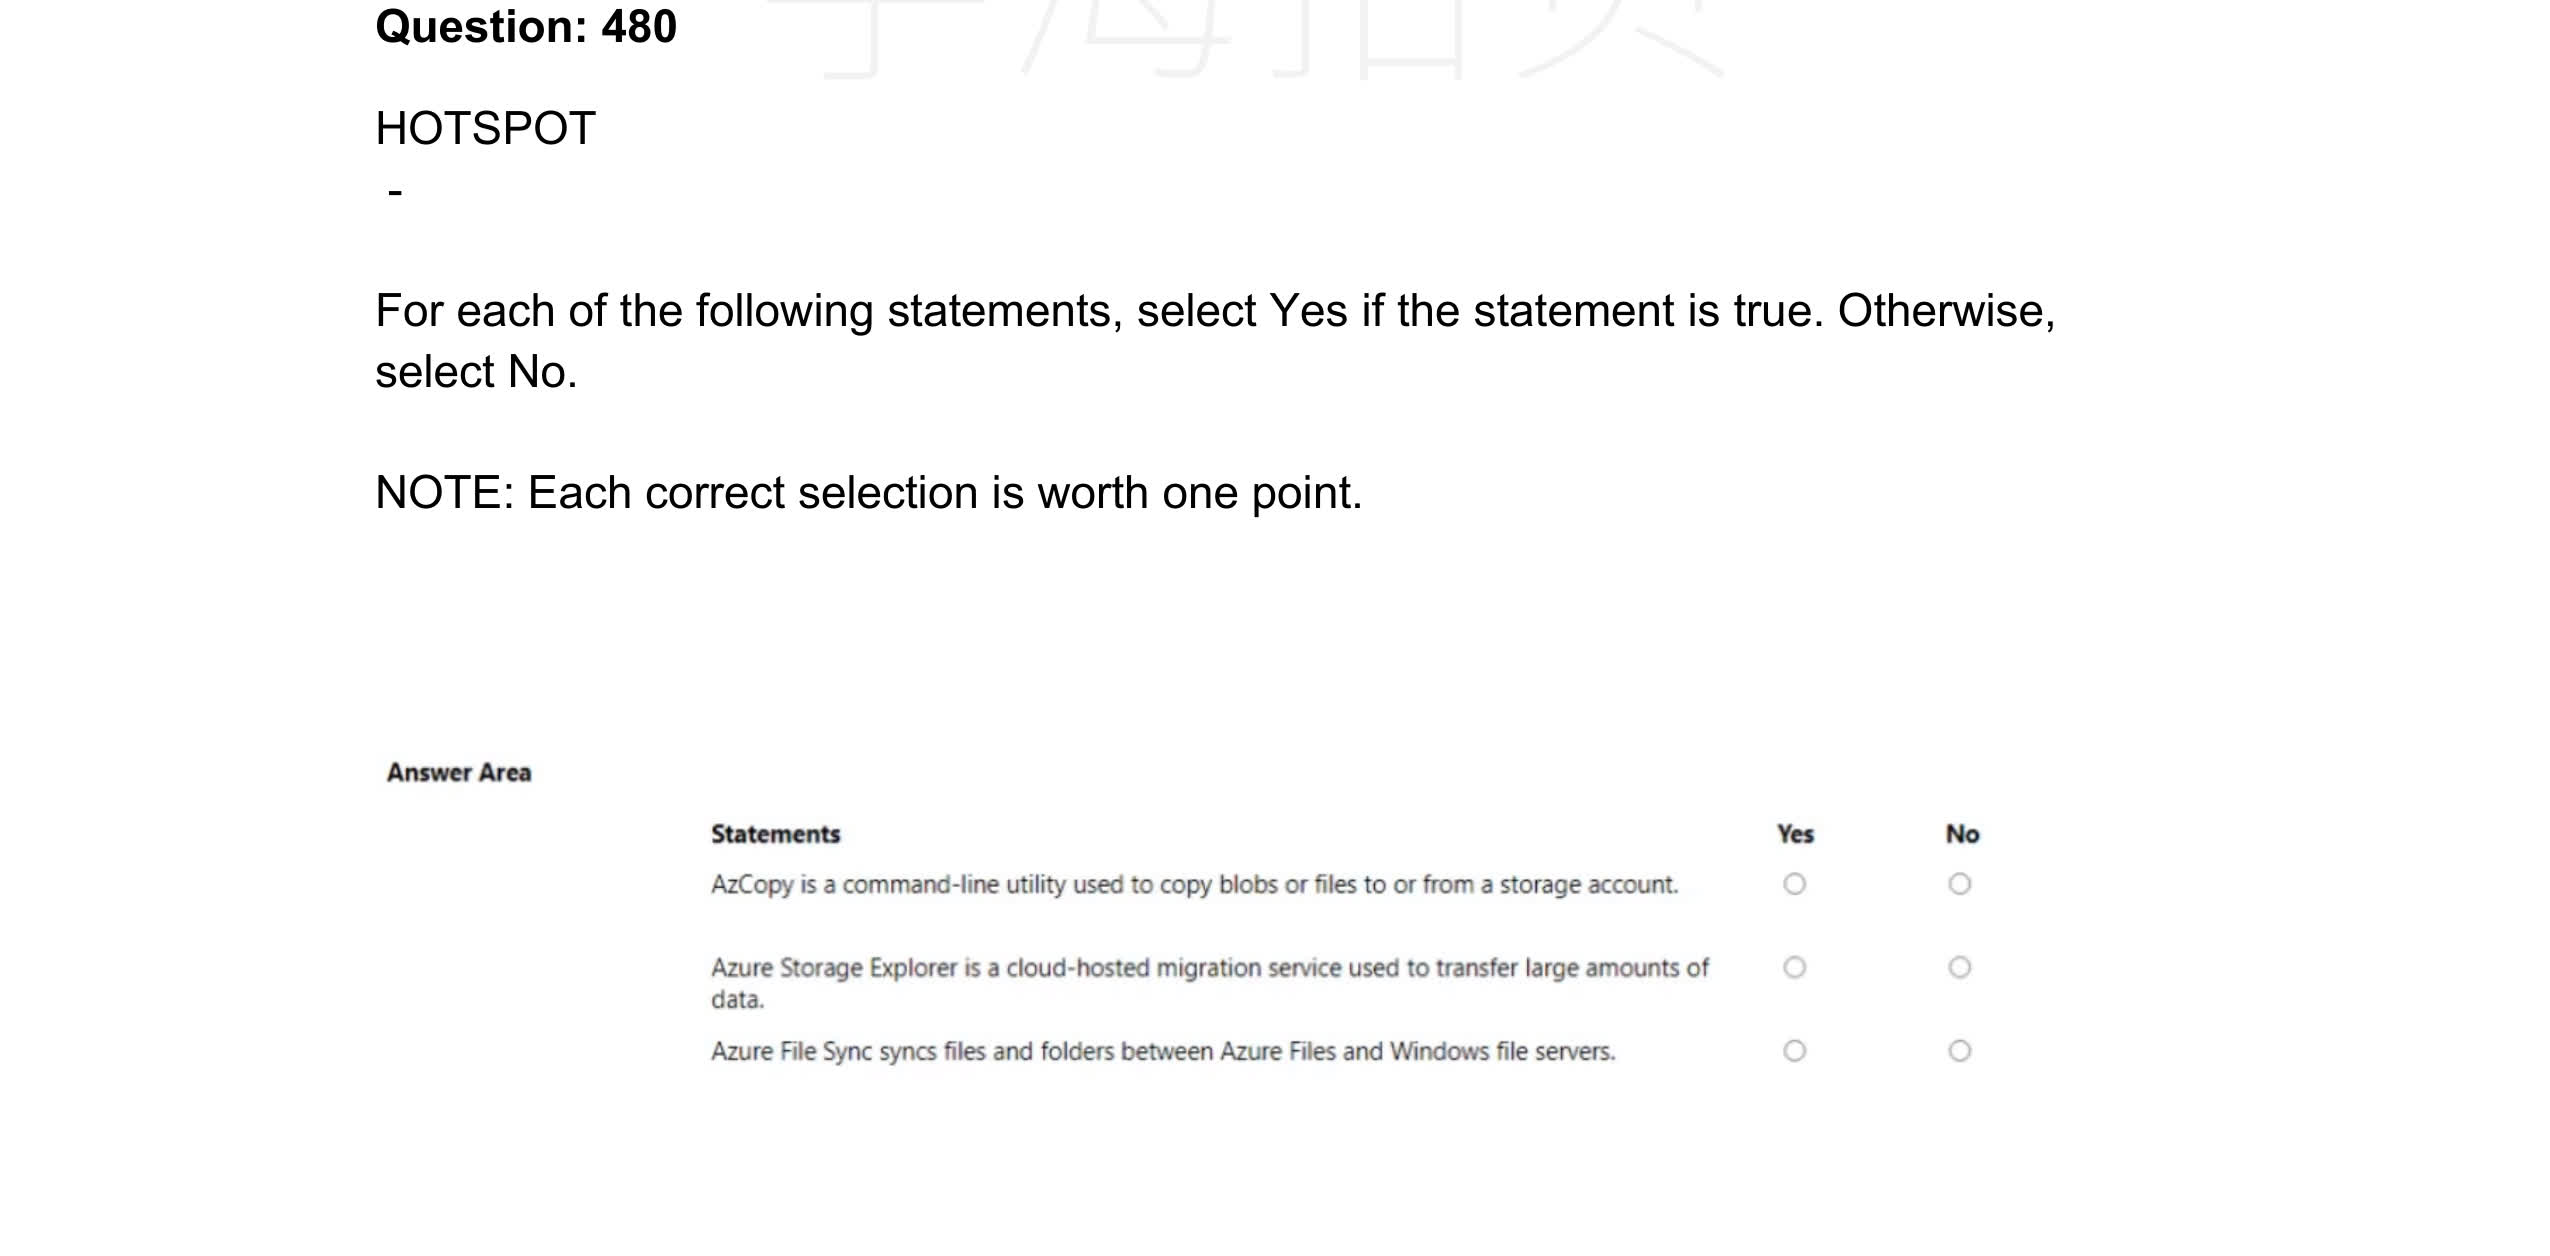 Question: 480
HOTSPOT
-
For each of the following statements, select Yes if the statement is true. Otherwise,
select No.
NOTE: Each correct selection is worth one point.
Answer Area
Statements Yes No
AzCopy is a command-line utility used to copy blobs or files to or from a storage account.
Azure Storage Explorer is a cloud-hosted migration service used to transfer large amounts of
data.
Azure File Sync syncs files and folders between Azure Files and Windows file servers.